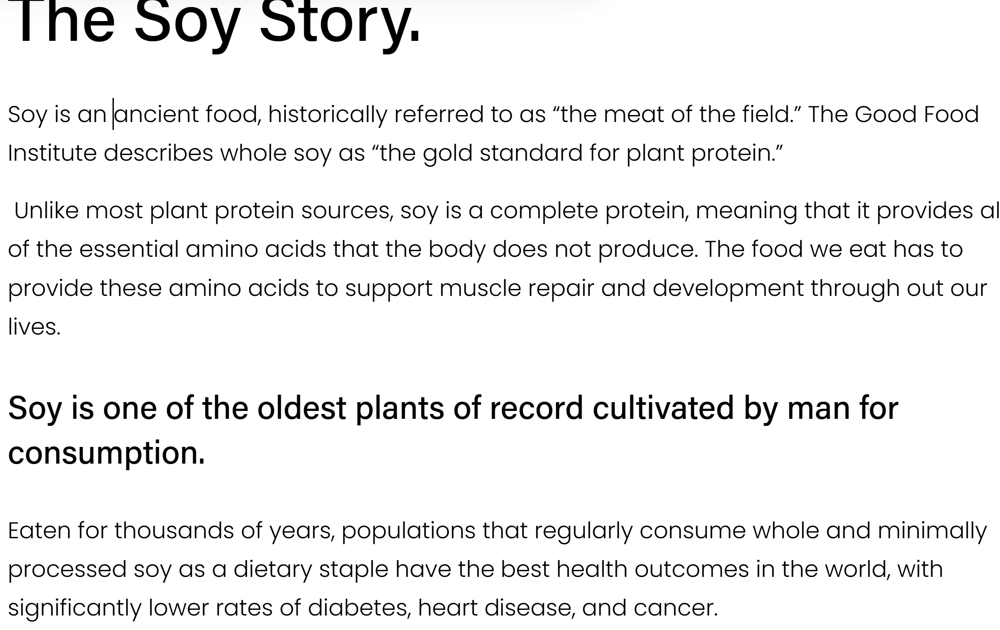 The Soy Story.
Soy is an ancient food, historically referred to as “the meat of the field.” The Good Food
Institute describes whole soy as “the gold standard for plant protein.”
Unlike most plant protein sources, soy is a complete protein, meaning that it provides al
of the essential amino acids that the body does not produce. The food we eat has to
provide these amino acids to support muscle repair and development through out our
lives.
Soy is one of the oldest plants of record cultivated by man for
consumption.
Eaten for thousands of years, populations that regularly consume whole and minimally
processed soy as a dietary staple have the best health outcomes in the world, with
significantly lower rates of diabetes, heart disease, and cancer.